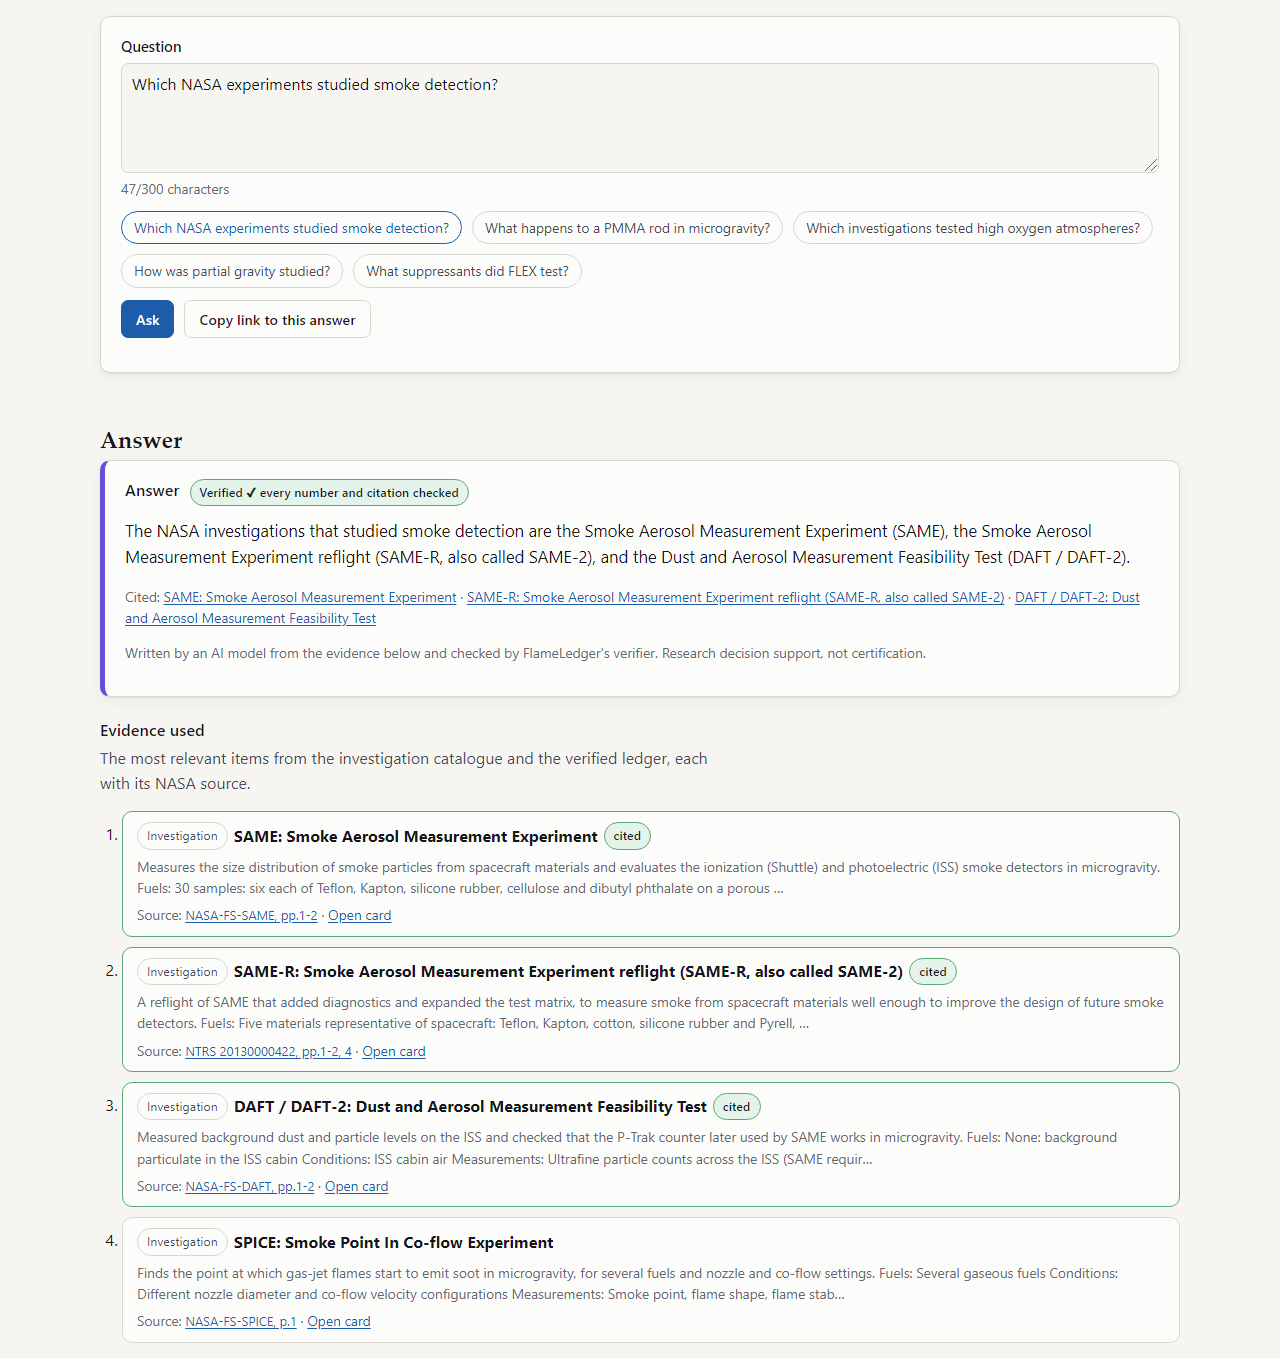 Question
Which NASA experiments studied smoke detection?
47/300 characters
Which NASA experiments studied smoke detection?
What happens to a PMMA rod in microgravity?
Which investigations tested high oxygen atmospheres?
How was partial gravity studied?
What suppressants did FLEX test?
Ask
Copy link to this answer
Answer
Answer
Verified ✓ every number and citation checked
The NASA investigations that studied smoke detection are the Smoke Aerosol Measurement Experiment (SAME), the Smoke Aerosol
Measurement Experiment reflight (SAME-R, also called SAME-2), and the Dust and Aerosol Measurement Feasibility Test (DAFT / DAFT-2).
Cited: SAME: Smoke Aerosol Measurement Experiment · SAME-R: Smoke Aerosol Measurement Experiment reflight (SAME-R, also called SAME-2) · DAFT / DAFT-2: Dust
and Aerosol Measurement Feasibility Test
Written by an AI model from the evidence below and checked by FlameLedger's verifier. Research decision support, not certification.
Evidence used
The most relevant items from the investigation catalogue and the verified ledger, each
with its NASA source.
1. Investigation SAME: Smoke Aerosol Measurement Experiment cited
Measures the size distribution of smoke particles from spacecraft materials and evaluates the ionization (Shuttle) and photoelectric (ISS) smoke detectors in microgravity.
Fuels: 30 samples: six each of Teflon, Kapton, silicone rubber, cellulose and dibutyl phthalate on a porous ...
Source: NASA-FS-SAME, pp.1-2 · Open card
2. Investigation SAME-R: Smoke Aerosol Measurement Experiment reflight (SAME-R, also called SAME-2) cited
A reflight of SAME that added diagnostics and expanded the test matrix, to measure smoke from spacecraft materials well enough to improve the design of future smoke
detectors. Fuels: Five materials representative of spacecraft: Teflon, Kapton, cotton, silicone rubber and Pyrell, ...
Source: NTRS 20130000422, pp.1-2, 4 · Open card
3. Investigation DAFT / DAFT-2: Dust and Aerosol Measurement Feasibility Test cited
Measured background dust and particle levels on the ISS and checked that the P-Trak counter later used by SAME works in microgravity. Fuels: None: background
particulate in the ISS cabin Conditions: ISS cabin air Measurements: Ultrafine particle counts across the ISS (SAME requir...
Source: NASA-FS-DAFT, pp.1-2 · Open card
4. Investigation SPICE: Smoke Point In Co-flow Experiment
Finds the point at which gas-jet flames start to emit soot in microgravity, for several fuels and nozzle and co-flow settings. Fuels: Several gaseous fuels Conditions:
Different nozzle diameter and co-flow velocity configurations Measurements: Smoke point, flame shape, flame stab...
Source: NASA-FS-SPICE, p.1 · Open card